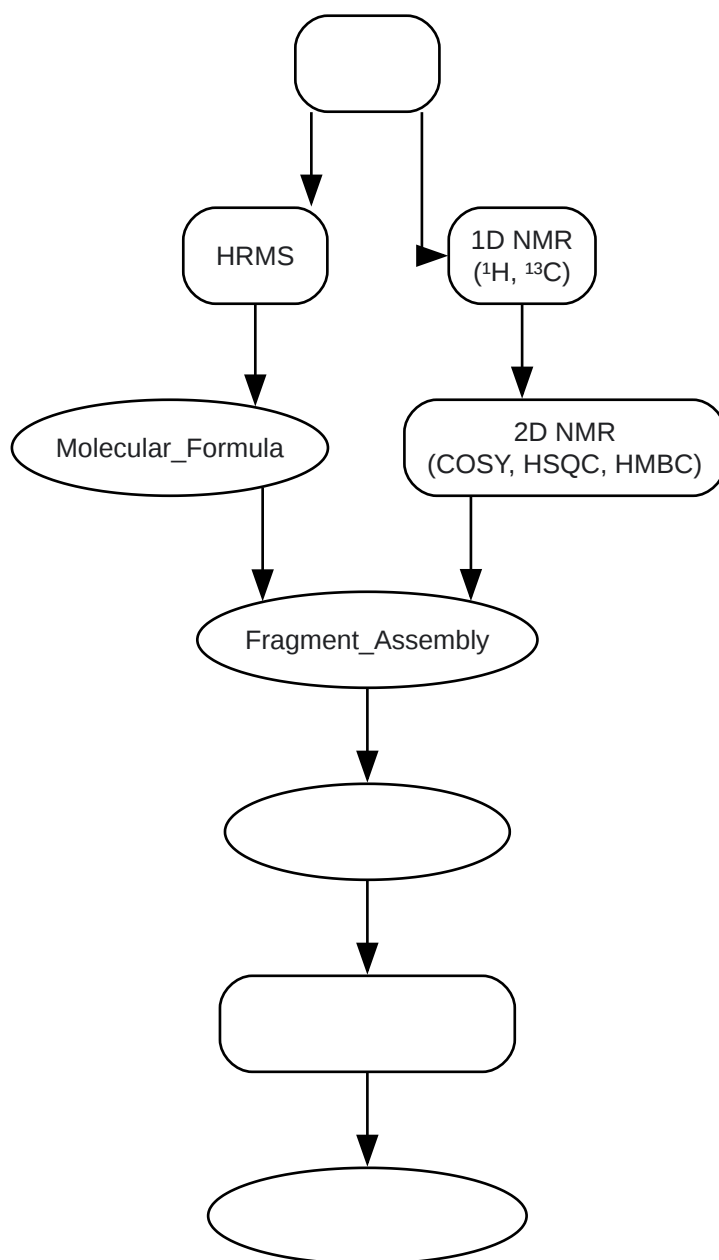 HRMS
1D NMR
(¹H, ¹³C)
Molecular_Formula
2D NMR
(COSY, HSQC, HMBC)
Fragment_Assembly